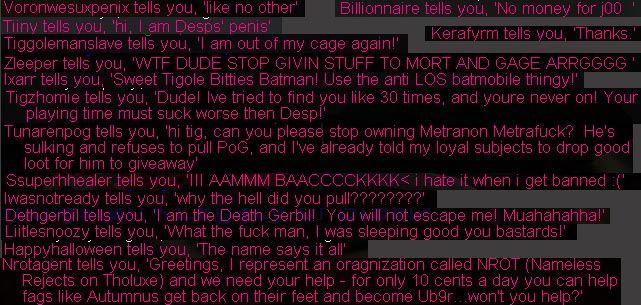 Voronwesuxpenix tells you, 'like no other'
Billionnaire tells you, 'No money for j00  '
Tiiny tells you, 'hi, I am Desps' penis'
Kerafyrm tells you, 'Thanks.'
Tiggolemanslave tells you, 'I am out of my cage again!'
Zleeper tells you, 'WTF DUDE STOP GIVIN STUFF TO MORT AND GAGE ARRGGGG '
Ixarr tells you, 'Sweet Tigole Bitties Batman! Use the anti LOS batmobile thingy!'
Tigzhomie tells you, 'Dude! Ive tried to find you like 30 times, and youre never on! Your
playing time must suck worse then Desp!'
Tunarenpog tells you, 'hi tig, can you please stop owning Metranon Metrafuck?  He's
sulking and refuses to pull PoG, and I've already told my loyal subjects to drop good
loot for him to giveaway'
Ssuperhhealer tells you, 'III AAMMM BAACCCCKKKK< i hate it when i get banned :('
Iwasnotready tells you, 'why the hell did you pull????????'
Dethgerbil tells you, 'I am the Death Gerbil!  You will not escape me! Muahahahha!'
Liitlesnoozy tells you, 'What the fuck man, I was sleeping good you bastards!'
Happyhalloween tells you, 'The name says it all'
Nrotagent tells you, 'Greetings, I represent an oragnization called NROT (Nameless
Rejects on Tholuxe) and we need your help - for only 10 cents a day you can help
fags like Autumnus get back on their feet and become Ub9r...won't you help?'